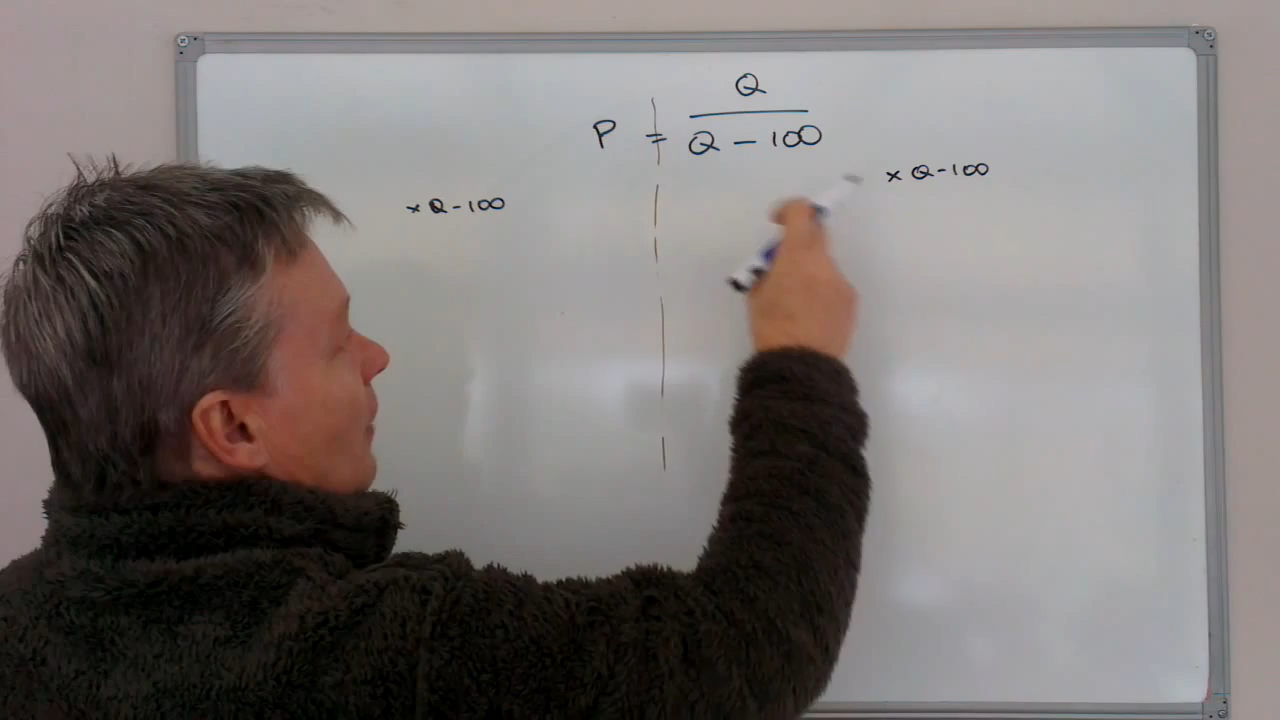 Q
P = Q - 100
× Q - 100
× Q - 100